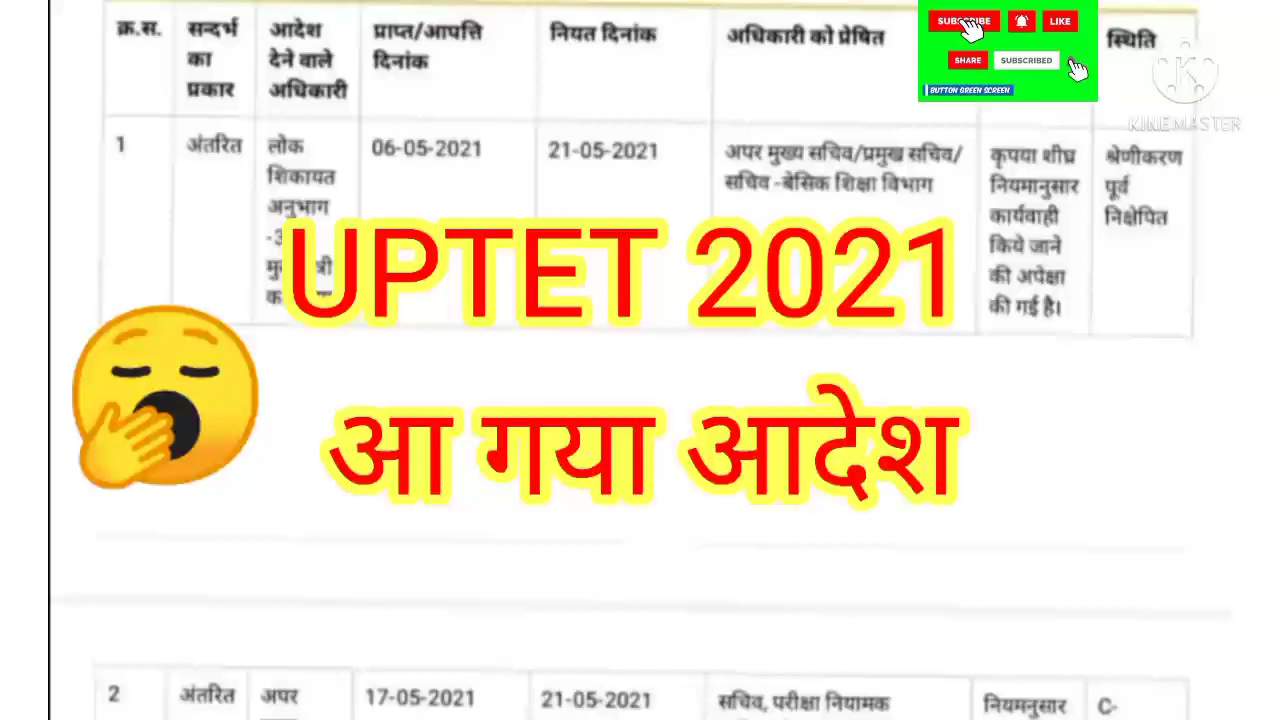 क्र.स. सन्दर्भ का प्रकार आदेश देने वाले अधिकारी प्राप्त/आपत्ति दिनांक नियत दिनांक अधिकारी को प्रेषित स्थिति
SUBSCRIBE LIKE
SHARE SUBSCRIBED
BUTTON GREEN SCREEN
KINEMASTER
1 अंतरित लोक शिकायत अनुभाग 06-05-2021 21-05-2021 अपर मुख्य सचिव/प्रमुख सचिव/ सचिव -बेसिक शिक्षा विभाग कृपया शीघ्र नियमानुसार कार्यवाही किये जाने की अपेक्षा की गई है। श्रेणीकरण पूर्व निक्षेपित
UPTET 2021
आ गया आदेश
2 अंतरित अपर 17-05-2021 21-05-2021 सचिव, परीक्षा नियामक नियमनुसार C-